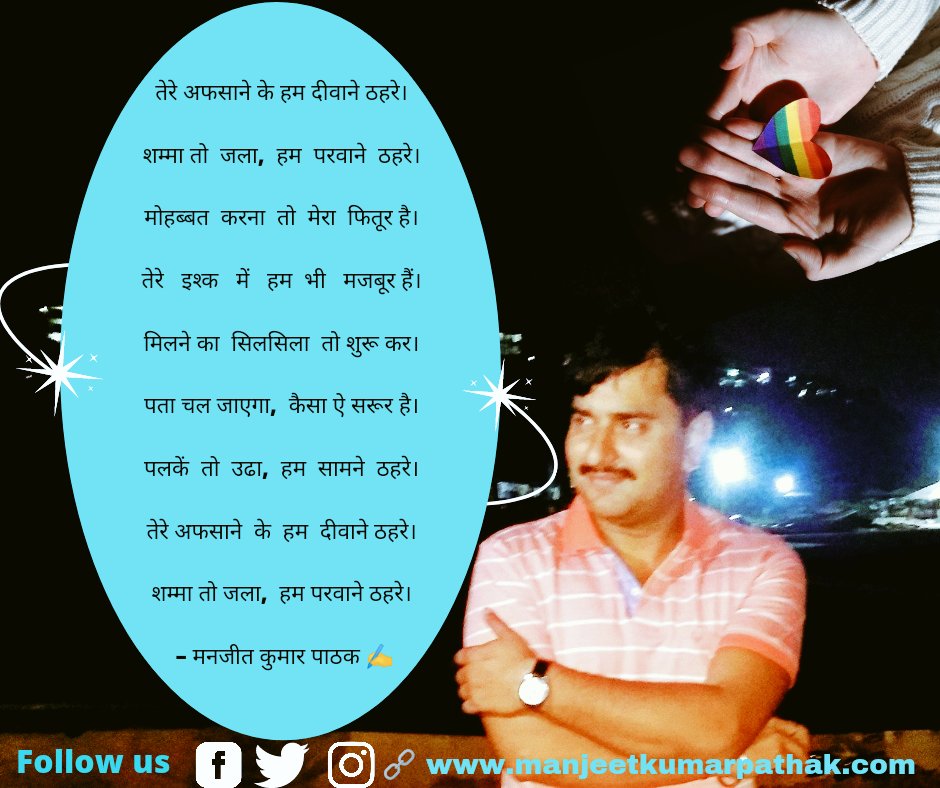 तेरे अफसाने के हम दीवाने ठहरे।
शम्मा तो जला, हम परवाने ठहरे।
मोहब्बत करना तो मेरा फितूर है।
तेरे इश्क में हम भी मजबूर हैं।
मिलने का सिलसिला तो शुरू कर।
पता चल जाएगा, कैसा ऐ सरूर है।
पलकें तो उढा, हम सामने ठहरे।
तेरे अफसाने के हम दीवाने ठहरे।
शम्मा तो जला, हम परवाने ठहरे।
– मनजीत कुमार पाठक ✍️
Follow us
www.manjeetkumarpathak.com